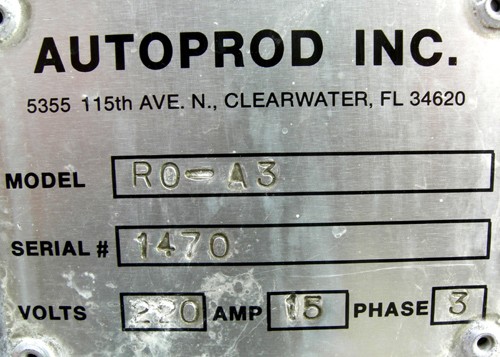 AUTOPROD INC.
5355 115th AVE. N., CLEARWATER, FL 34620
MODEL RO-A3
SERIAL # 1470
VOLTS 220 AMP 15 PHASE 3